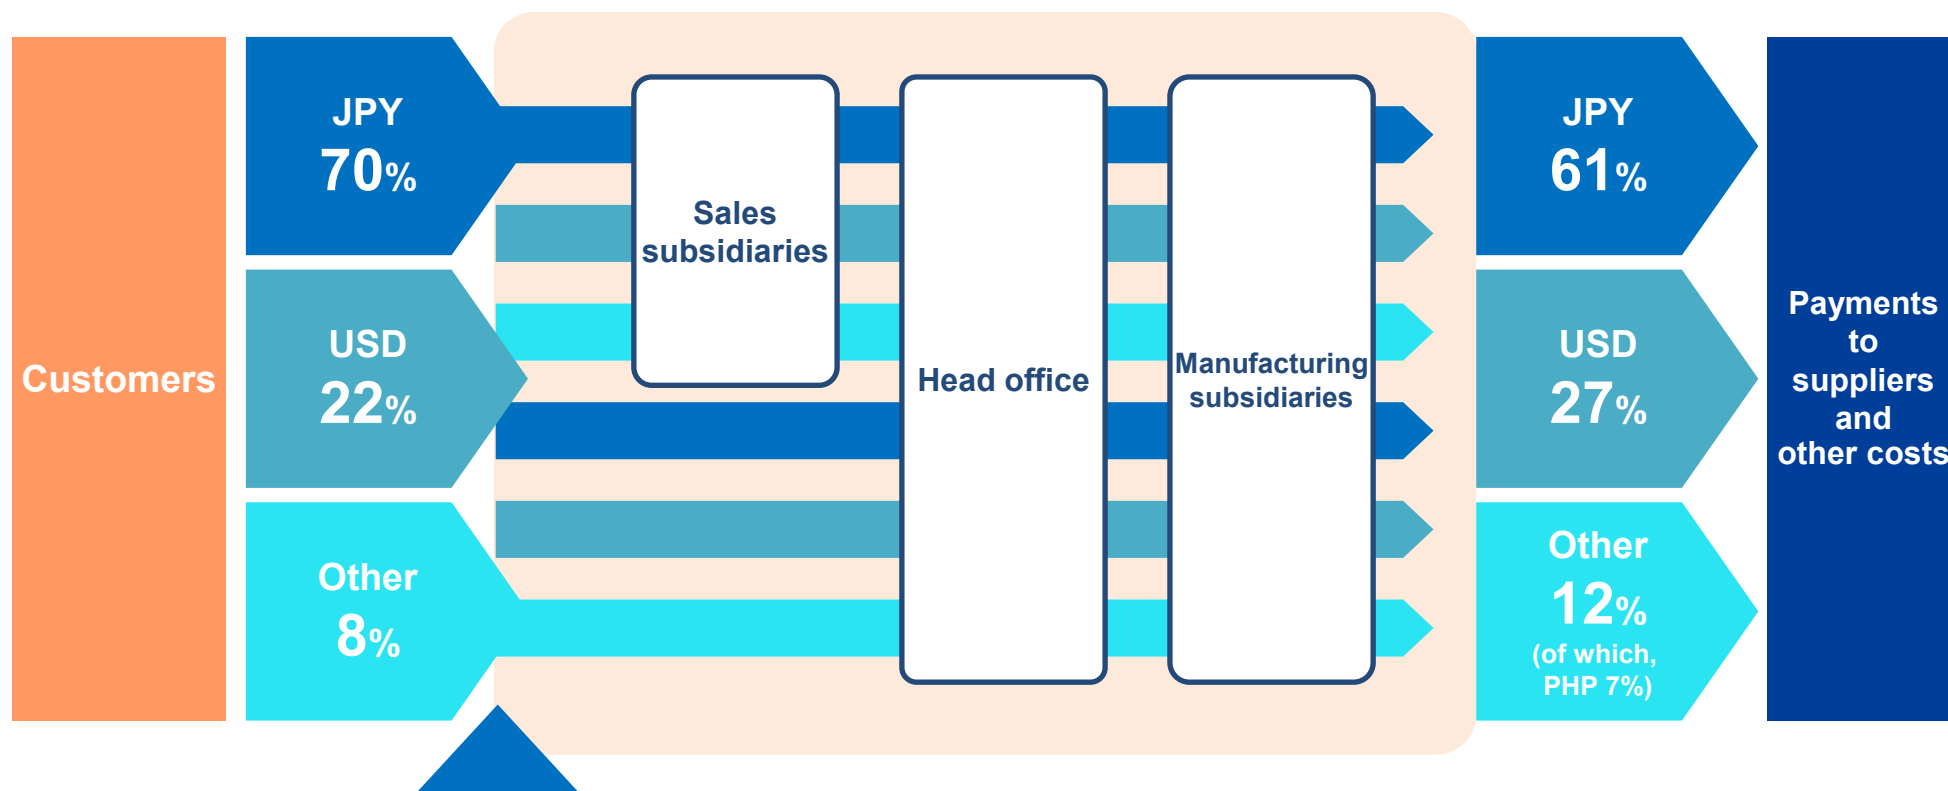 Customers
JPY
70%
USD
22%
Other
8%
Sales
subsidiaries
Head office
Manufacturing
subsidiaries
JPY
61%
USD
27%
Other
12%
(of which,
PHP 7%)
Payments
to
suppliers
and
other costs